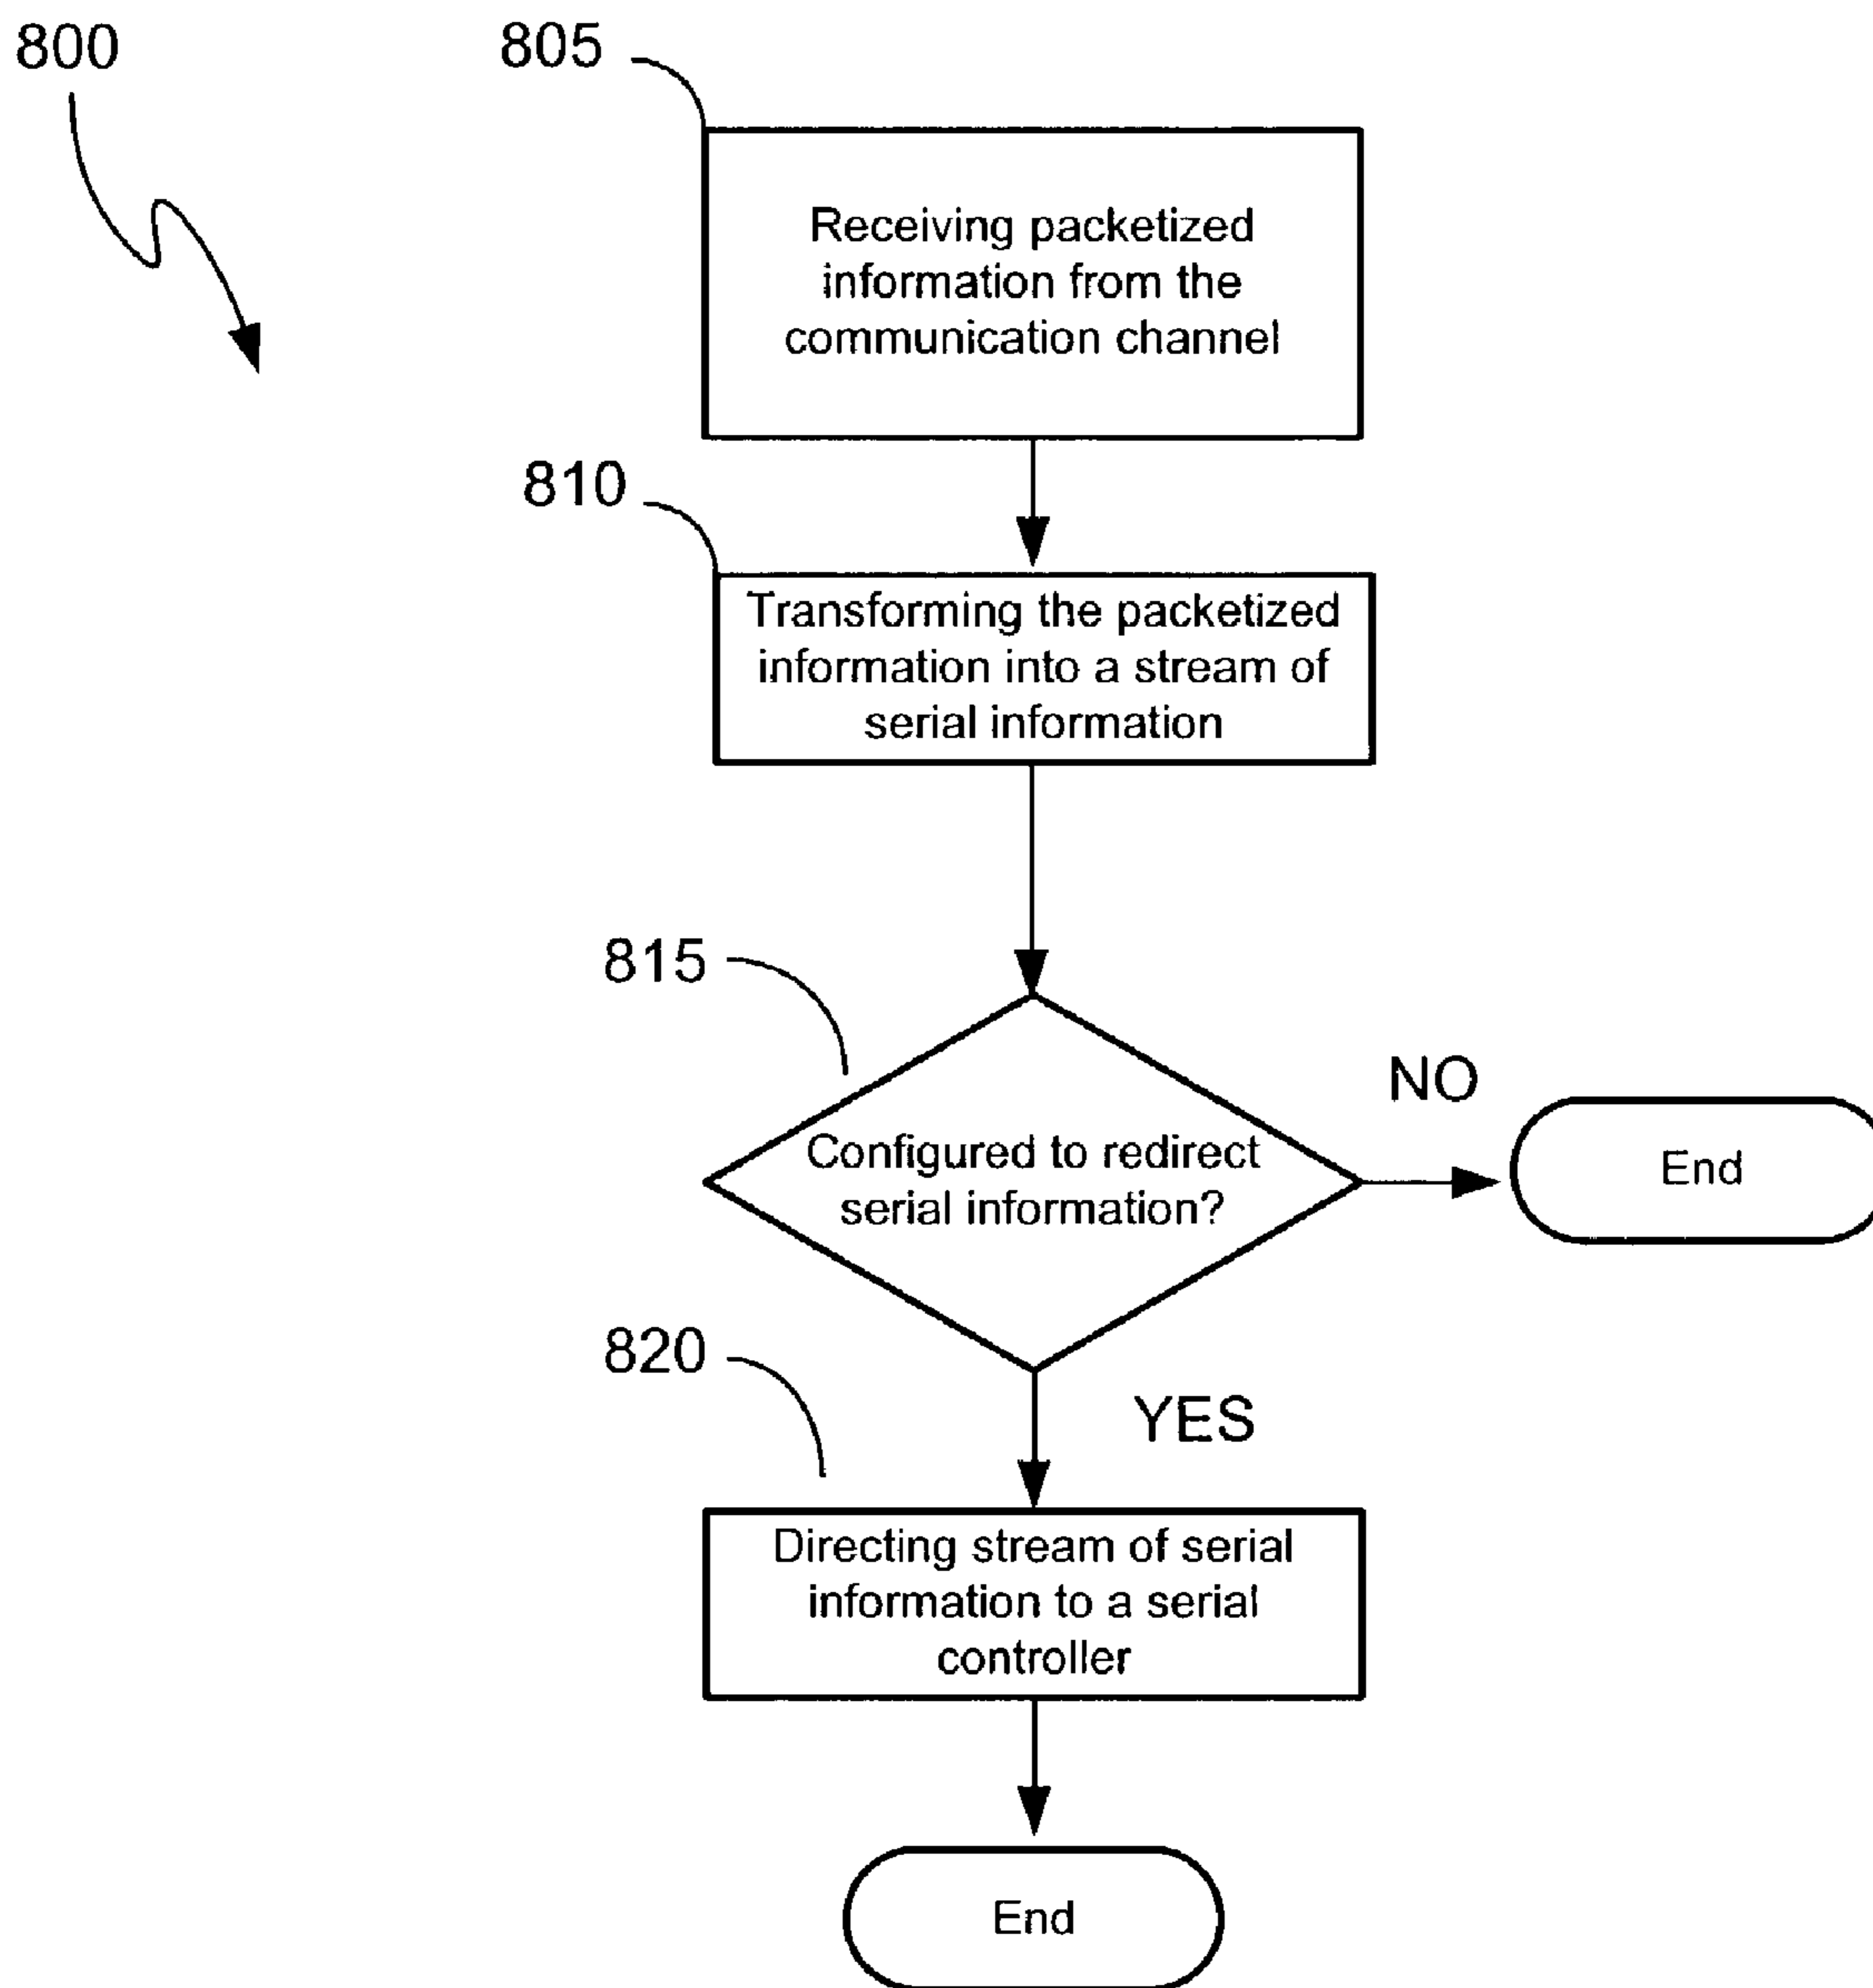 800
805
Receiving packetized
information from the
communication channel
810
Transforming the packetized
information into a stream of
serial information
815
Configured to redirect
serial information?
NO
End
820
YES
Directing stream of serial
information to a serial
controller
End